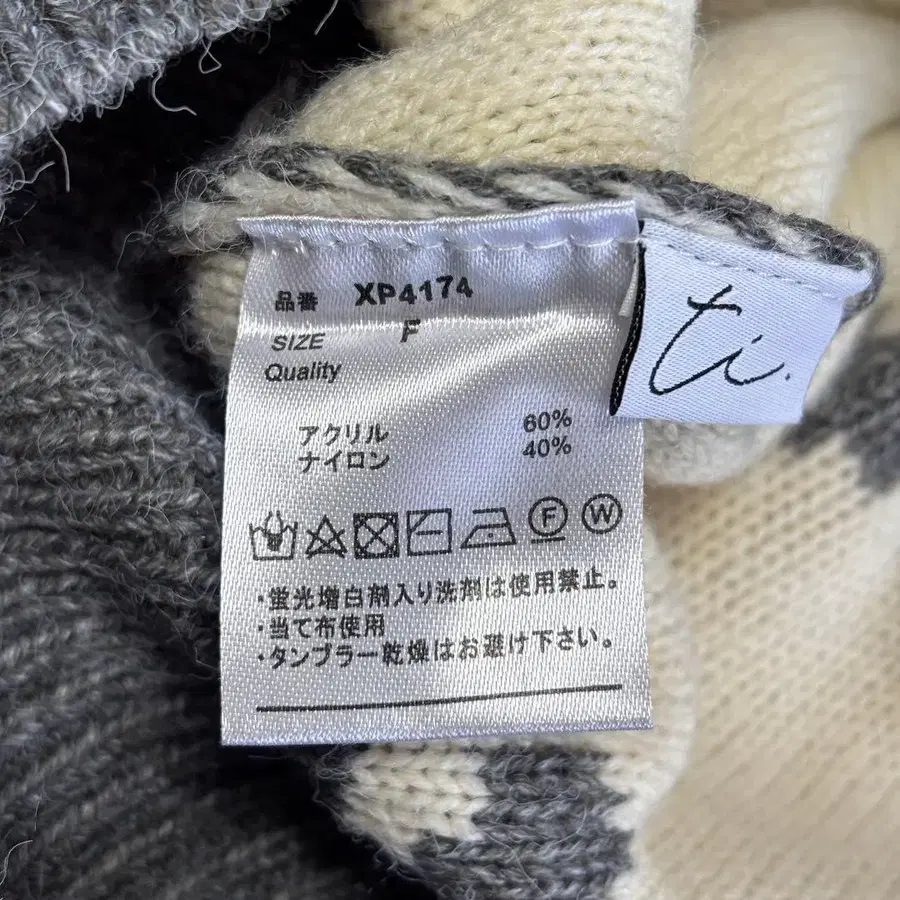 品番 XP4174
SIZE F
Quality
アクリル 60%
ナイロン 40%
F W
・蛍光増白剤入り洗剤は使用禁止。
・当て布使用
・タンブラー乾燥はお避け下さい。
ti.